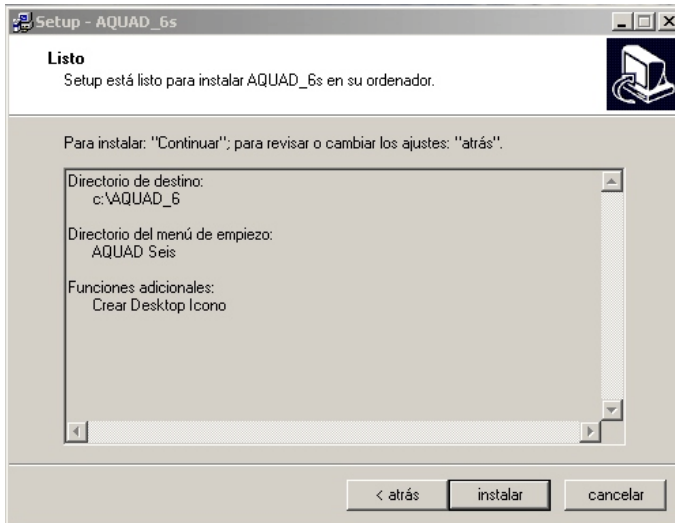 Setup - AQUAD_6s
Listo
Setup está listo para instalar AQUAD_6s en su ordenador.
Para instalar: "Continuar"; para revisar o cambiar los ajustes: "atrás".
Directorio de destino:
c:\AQUAD_6
Directorio del menú de empiezo:
AQUAD Seis
Funciones adicionales:
Crear Desktop Icono
< atrás
instalar
cancelar